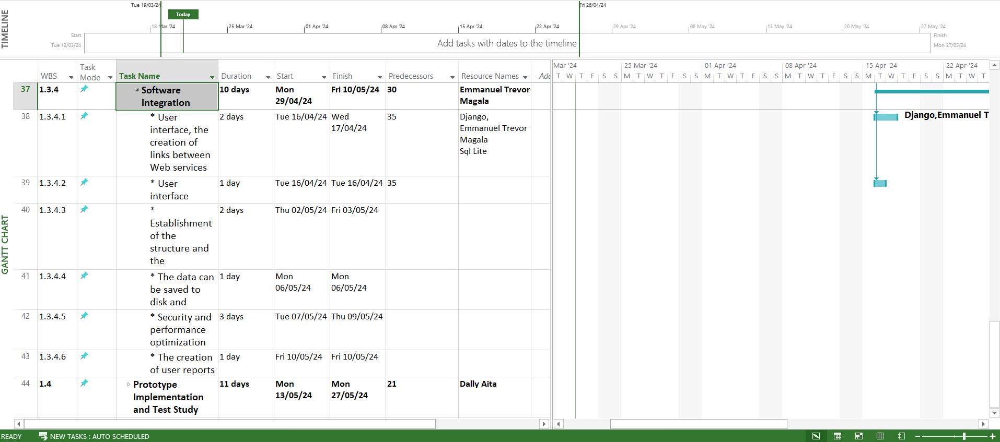 TIMELINE
Tue 19/03/24
Fri 26/04/24
Today
18 Mar '24
25 Mar '24
01 Apr '24
08 Apr '24
15 Apr '24
22 Apr '24
29 Apr '24
06 May '24
13 May '24
20 May '24
27 May '24
Start
Tue 12/03/24
Add tasks with dates to the timeline
Finish
Mon 27/05/24
GANTT CHART
WBS
Task Mode
Task Name
Duration
Start
Finish
Predecessors
Resource Names
Mar '24
25 Mar '24
01 Apr '24
08 Apr '24
15 Apr '24
22 Apr '24
T W T F S S M T W T F S S M T W T F S S M T W T F S S M T W T F S S M T W T
37
1.3.4
Software
Integration
10 days
Mon
29/04/24
Fri 10/05/24
30
Emmanuel Trevor
Magala
38
1.3.4.1
* User
interface, the
creation of
links between
Web services
2 days
Tue 16/04/24
Wed
17/04/24
35
Django,
Emmanuel Trevor
Magala
Sql Lite
Django,Emmanuel T
39
1.3.4.2
* User
interface
1 day
Tue 16/04/24
Tue 16/04/24
35
40
1.3.4.3
*
Establishment
of the
structure and
the
2 days
Thu 02/05/24
Fri 03/05/24
41
1.3.4.4
* The data can
be saved to
disk and
1 day
Mon
06/05/24
Mon
06/05/24
42
1.3.4.5
* Security and
performance
optimization
3 days
Tue 07/05/24
Thu 09/05/24
43
1.3.4.6
* The creation
of user reports
1 day
Fri 10/05/24
Fri 10/05/24
44
1.4
Prototype
Implementation
and Test Study
11 days
Mon
13/05/24
Mon
27/05/24
21
Dally Aita
READY
NEW TASKS : AUTO SCHEDULED